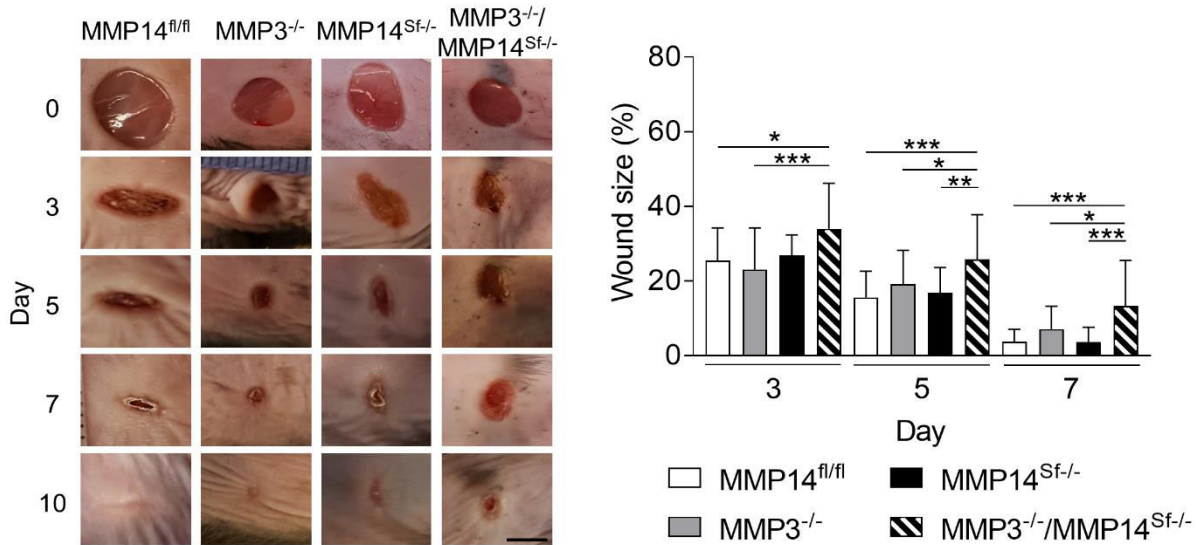 MMP14fl/fl MMP3-/- MMP14Sf-/- MMP3-/-/
MMP14Sf-/-
0
3
5
7
10
Day
Wound size (%)
80
60
40
20
0
* ***
*** * **
*** * ***
3 5 7
Day
MMP14fl/fl MMP14Sf-/-
MMP3-/- MMP3-/-/MMP14Sf-/-